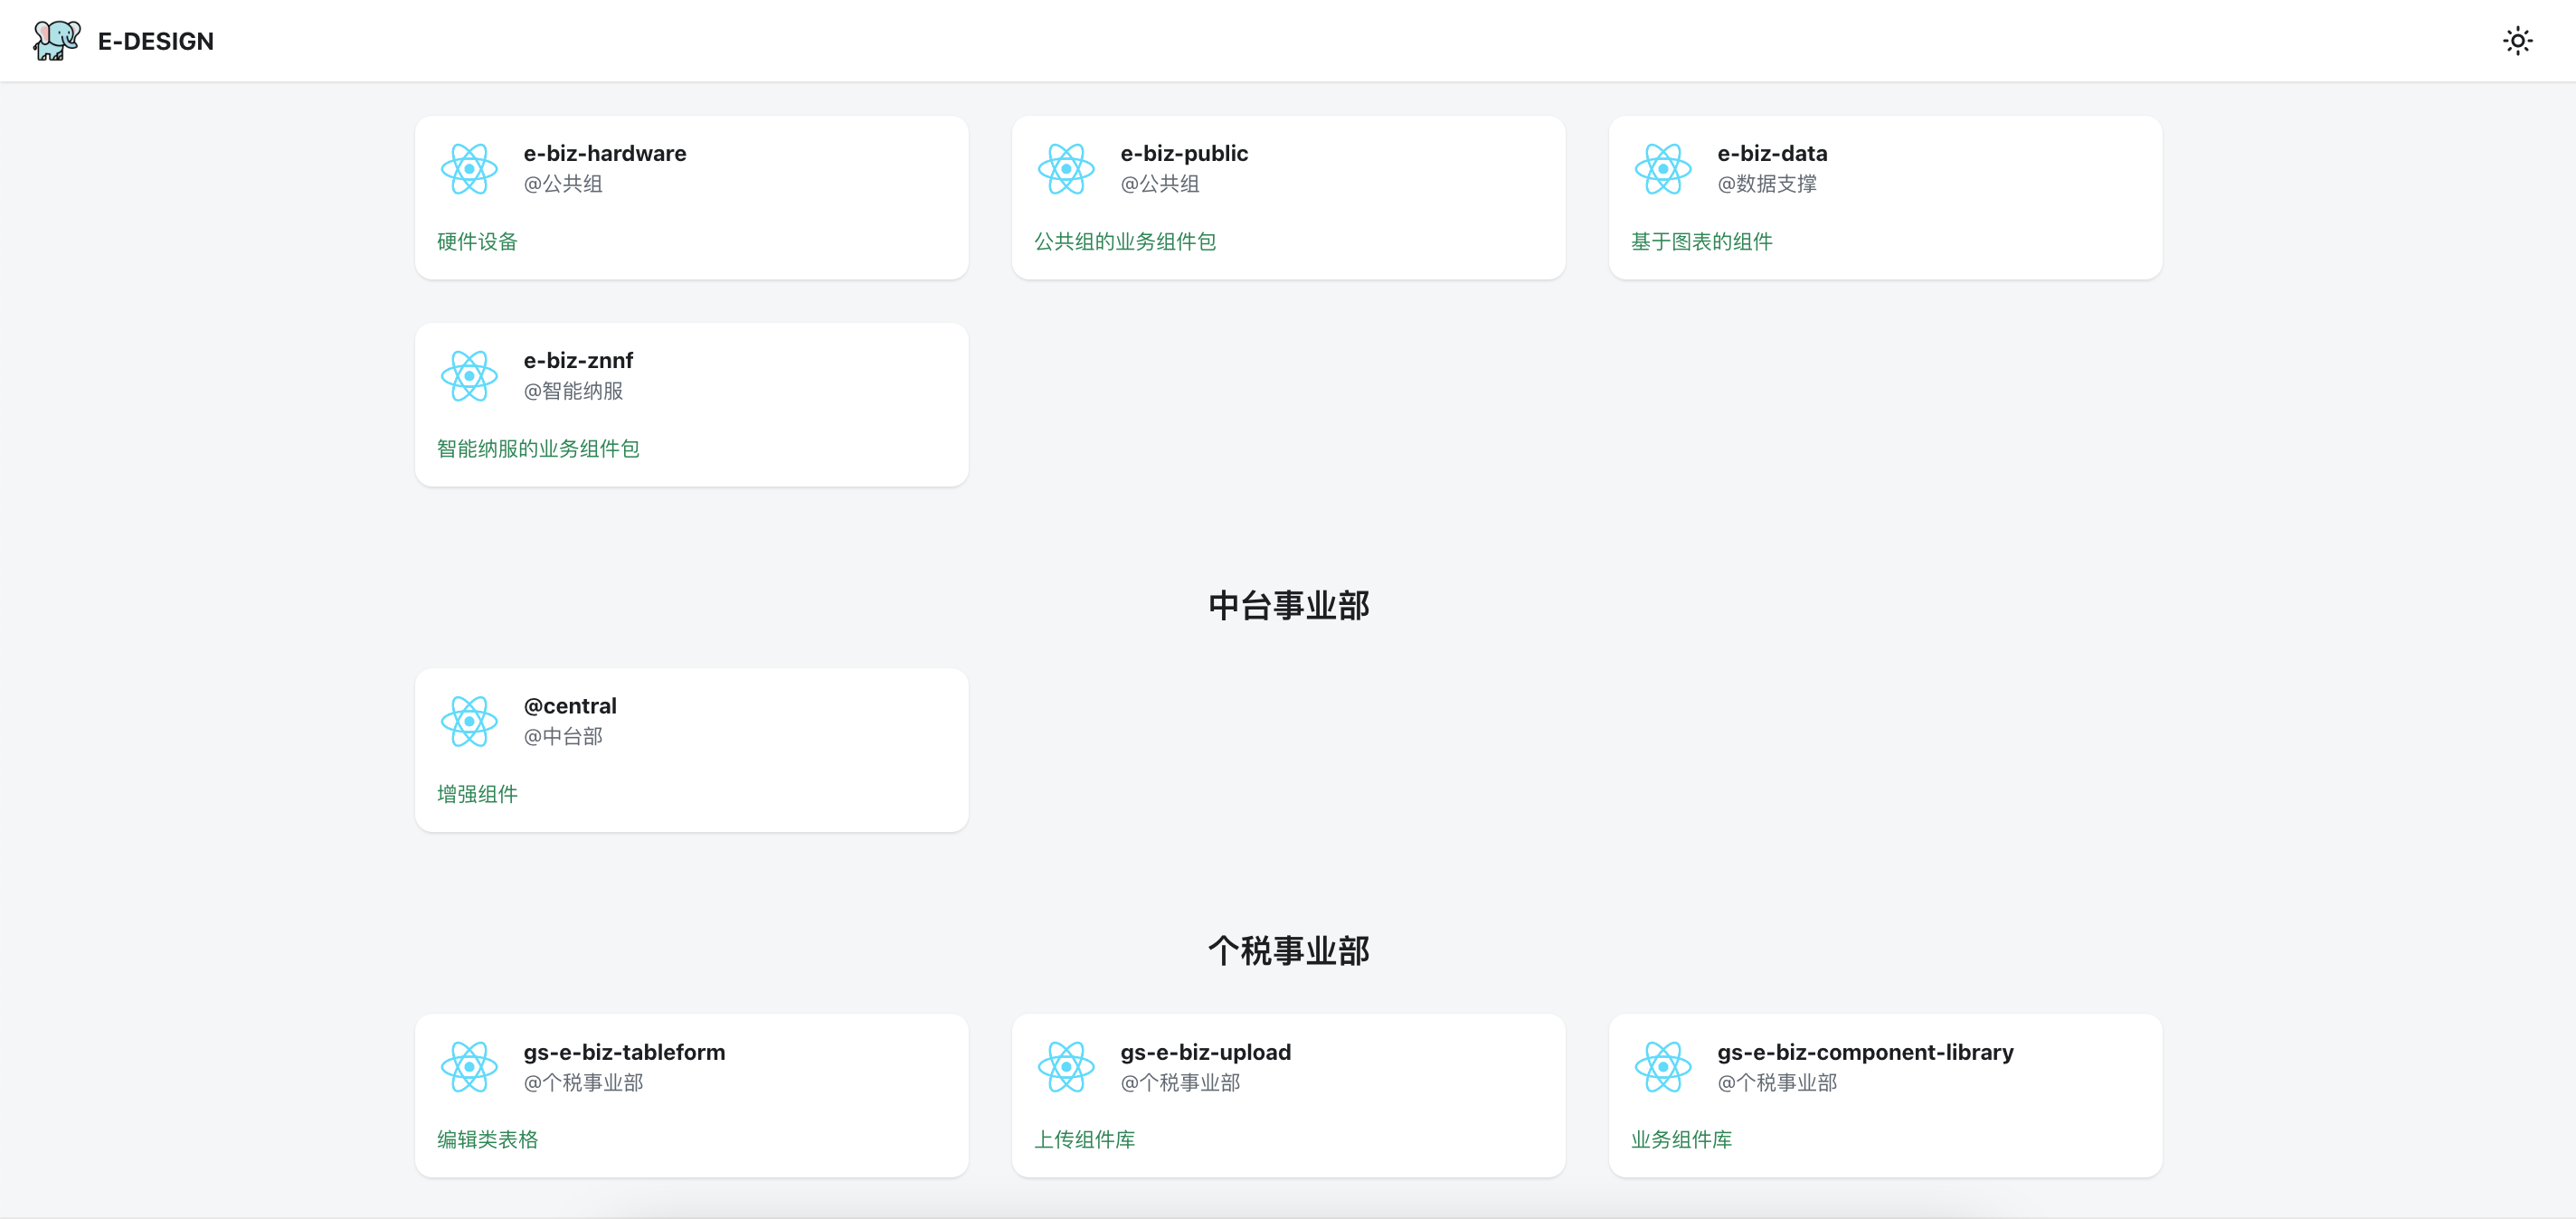 E-DESIGN
e-biz-hardware
@公共组
硬件设备
e-biz-public
@公共组
公共组的业务组件包
e-biz-data
@数据支撑
基于图表的组件
e-biz-znnf
@智能纳服
智能纳服的业务组件包
中台事业部
@central
@中台部
增强组件
个税事业部
gs-e-biz-tableform
@个税事业部
编辑类表格
gs-e-biz-upload
@个税事业部
上传组件库
gs-e-biz-component-library
@个税事业部
业务组件库